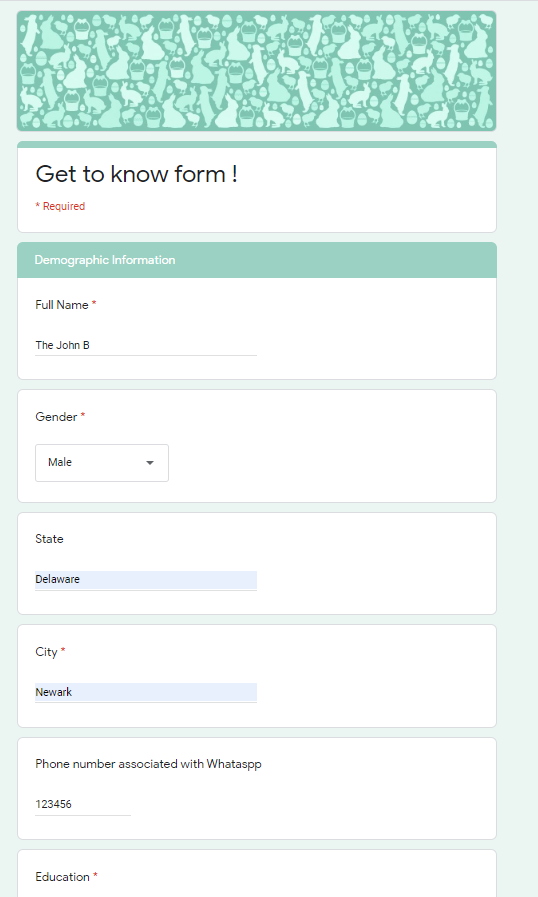 Get to know form !
* Required
Demographic Information
Full Name *
The John B
Gender *
Male
State
Delaware
City *
Newark
Phone number associated with Whataspp
123456
Education *